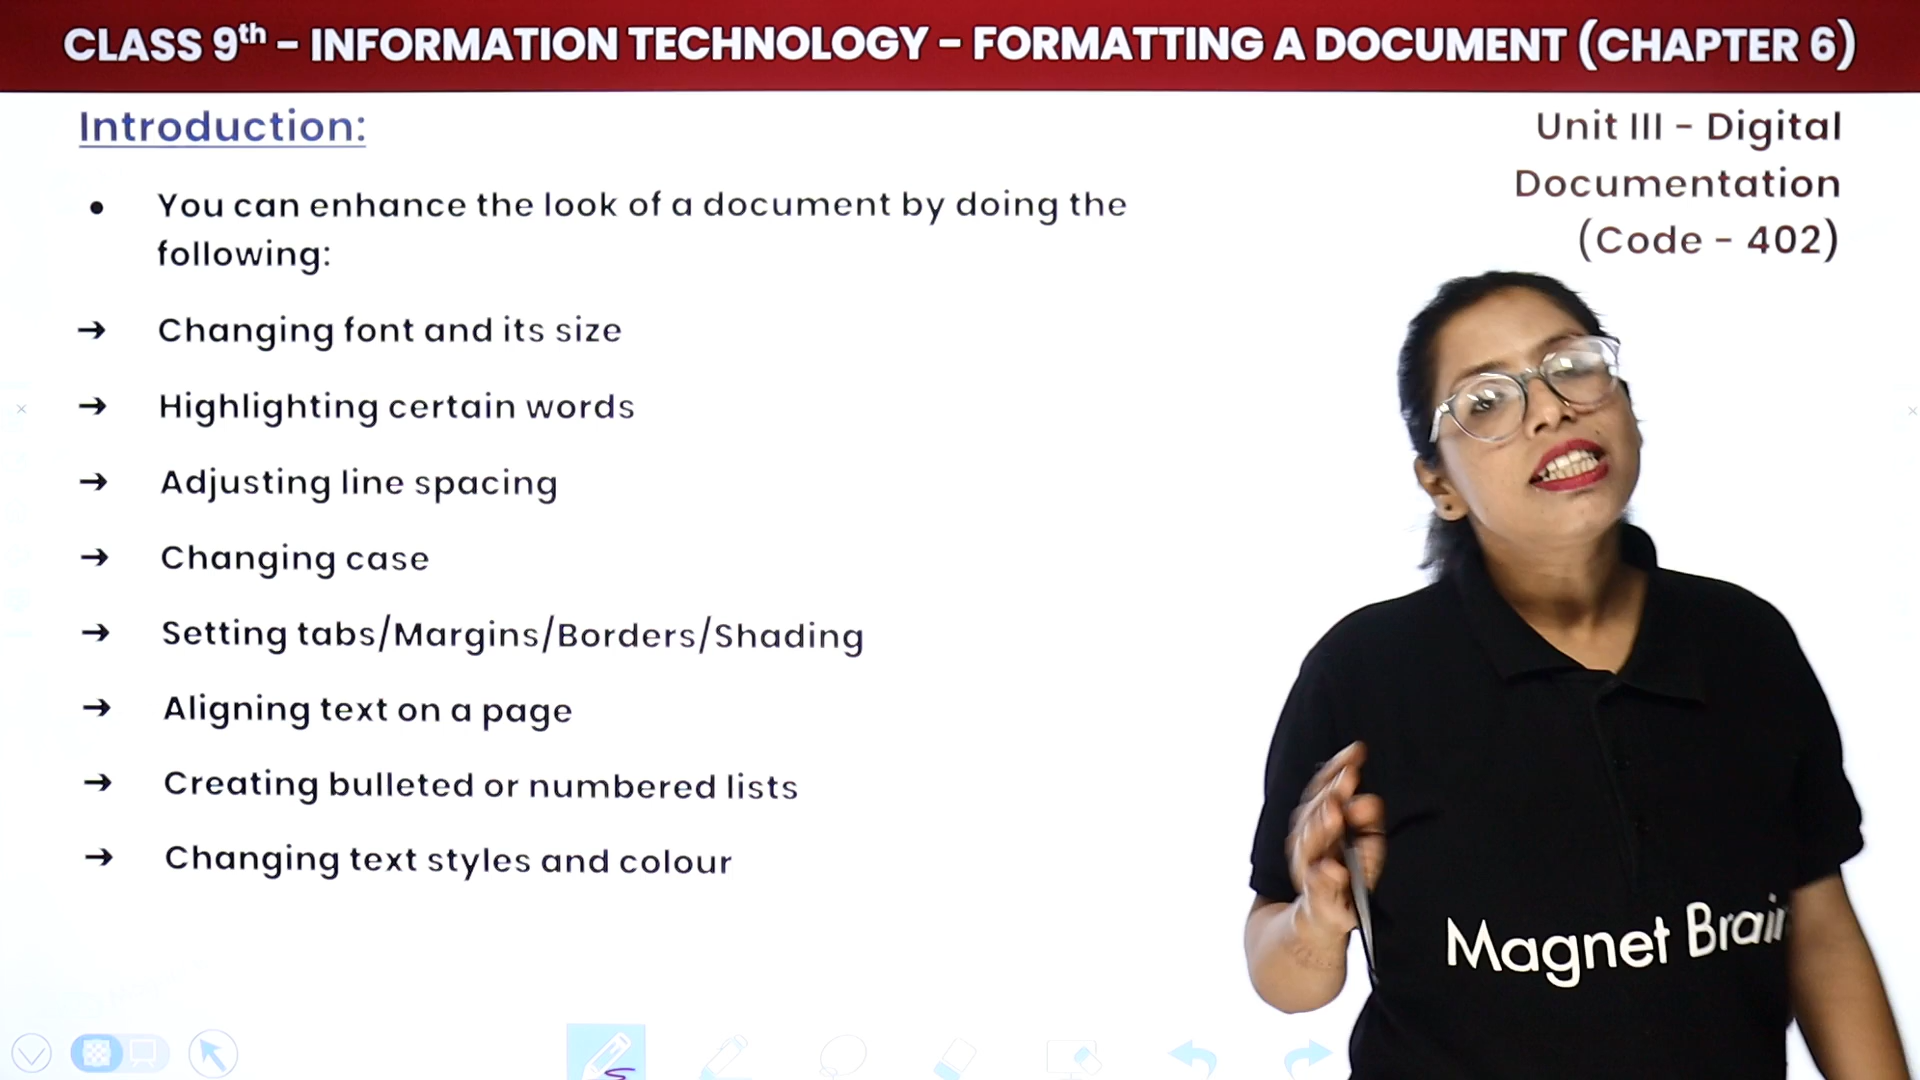 CLASS 9th – INFORMATION TECHNOLOGY – FORMATTING A DOCUMENT (CHAPTER 6)
Introduction:
Unit III - Digital
Documentation
(Code - 402)
● You can enhance the look of a document by doing the
following:
→ Changing font and its size
→ Highlighting certain words
→ Adjusting line spacing
→ Changing case
→ Setting tabs/Margins/Borders/Shading
→ Aligning text on a page
→ Creating bulleted or numbered lists
→ Changing text styles and colour
Magnet Brain